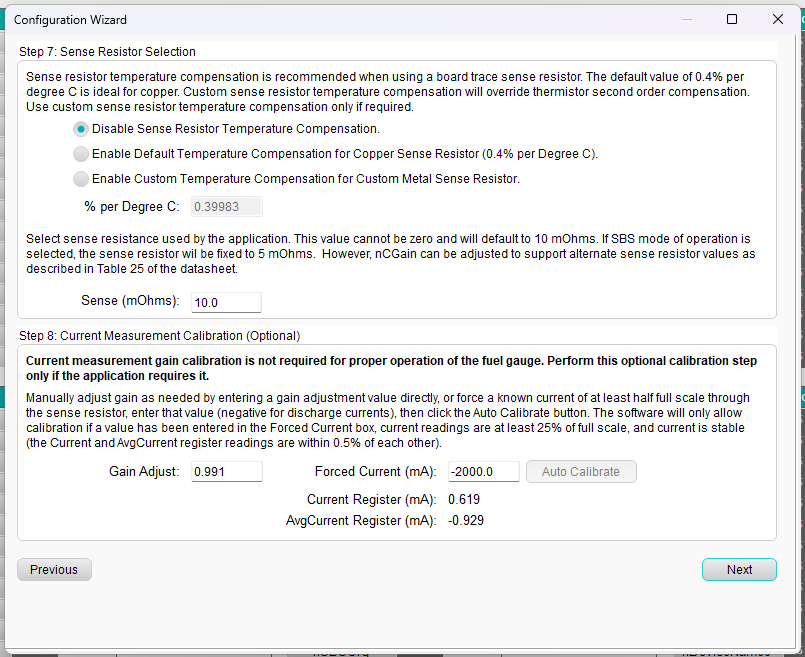 Configuration Wizard
Step 7: Sense Resistor Selection
Sense resistor temperature compensation is recommended when using a board trace sense resistor. The default value of 0.4% per
degree C is ideal for copper. Custom sense resistor temperature compensation will override thermistor second order compensation.
Use custom sense resistor temperature compensation only if required.
Disable Sense Resistor Temperature Compensation.
Enable Default Temperature Compensation for Copper Sense Resistor (0.4% per Degree C).
Enable Custom Temperature Compensation for Custom Metal Sense Resistor.
% per Degree C: 0.39983
Select sense resistance used by the application. This value cannot be zero and will default to 10 mOhms. If SBS mode of operation is
selected, the sense resistor wil be fixed to 5 mOhms. However, nCGain can be adjusted to support alternate sense resistor values as
described in Table 25 of the datasheet.
Sense (mOhms): 10.0
Step 8: Current Measurement Calibration (Optional)
Current measurement gain calibration is not required for proper operation of the fuel gauge. Perform this optional calibration step
only if the application requires it.
Manually adjust gain as needed by entering a gain adjustment value directly, or force a known current of at least half full scale through
the sense resistor, enter that value (negative for discharge currents), then click the Auto Calibrate button. The software will only allow
calibration if a value has been entered in the Forced Current box, current readings are at least 25% of full scale, and current is stable
(the Current and AvgCurrent register readings are within 0.5% of each other).
Gain Adjust: 0.991 Forced Current (mA): -2000.0 Auto Calibrate
Current Register (mA): 0.619
AvgCurrent Register (mA): -0.929
Previous Next